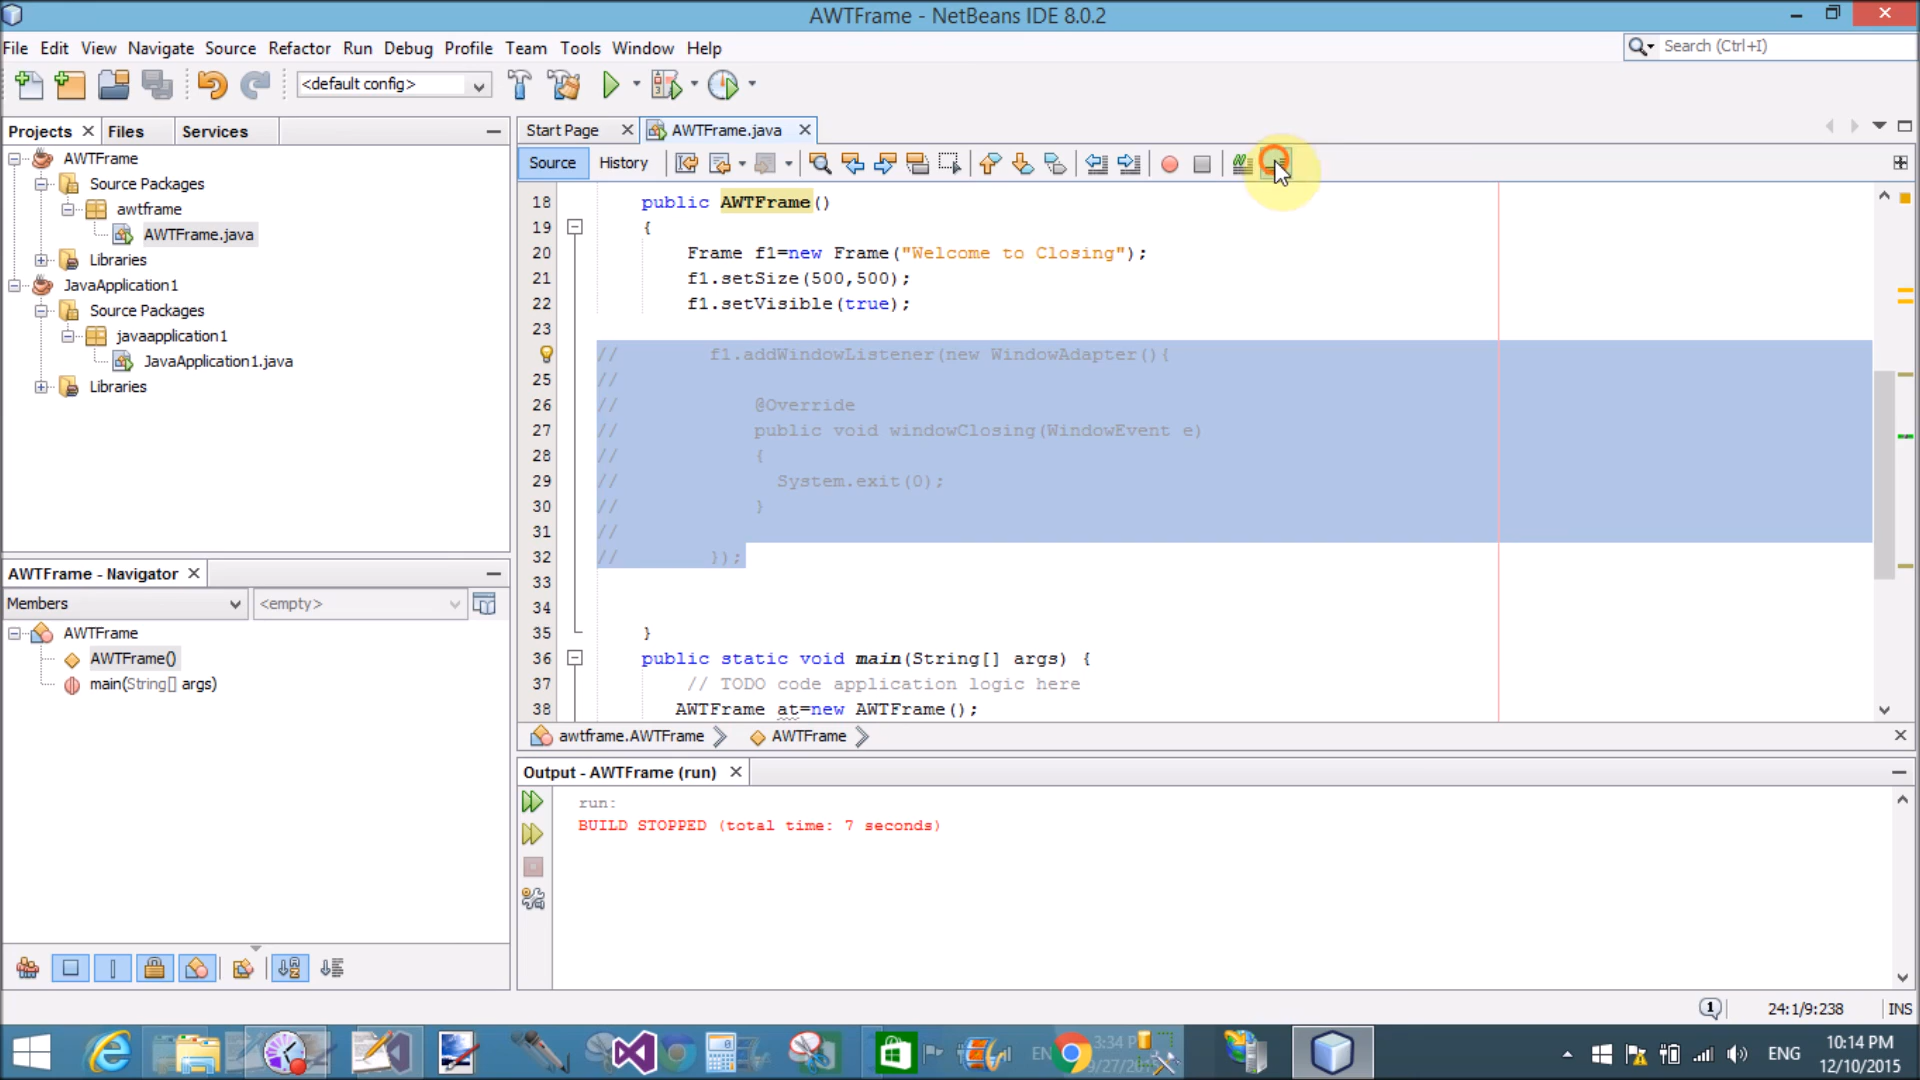 AWTFrame - NetBeans IDE 8.0.2
File Edit View Navigate Source Refactor Run Debug Profile Team Tools Window Help
Search (Ctrl+I)
<default config>
Projects Files Services
AWTFrame
Source Packages
awtframe
AWTFrame.java
Libraries
JavaApplication1
Source Packages
javaapplication1
JavaApplication1.java
Libraries
AWTFrame - Navigator
Members
<empty>
AWTFrame
AWTFrame()
main(String[] args)
Start Page AWTFrame.java
Source History
18 public AWTFrame()
19 {
20 Frame f1=new Frame("Welcome to Closing");
21 f1.setSize(500,500);
22 f1.setVisible(true);
23
// f1.addWindowListener(new WindowAdapter(){
25 //
26 // @Override
27 // public void windowClosing(WindowEvent e)
28 // {
29 // System.exit(0);
30 // }
31 //
32 // });
33
34
35 }
36 public static void main(String[] args) {
37 // TODO code application logic here
38 AWTFrame at=new AWTFrame();
awtframe.AWTFrame AWTFrame
Output - AWTFrame (run)
run:
BUILD STOPPED (total time: 7 seconds)
24:1/9:238 INS
EN 3:34 PM
9/27/20
ENG
10:14 PM
12/10/2015